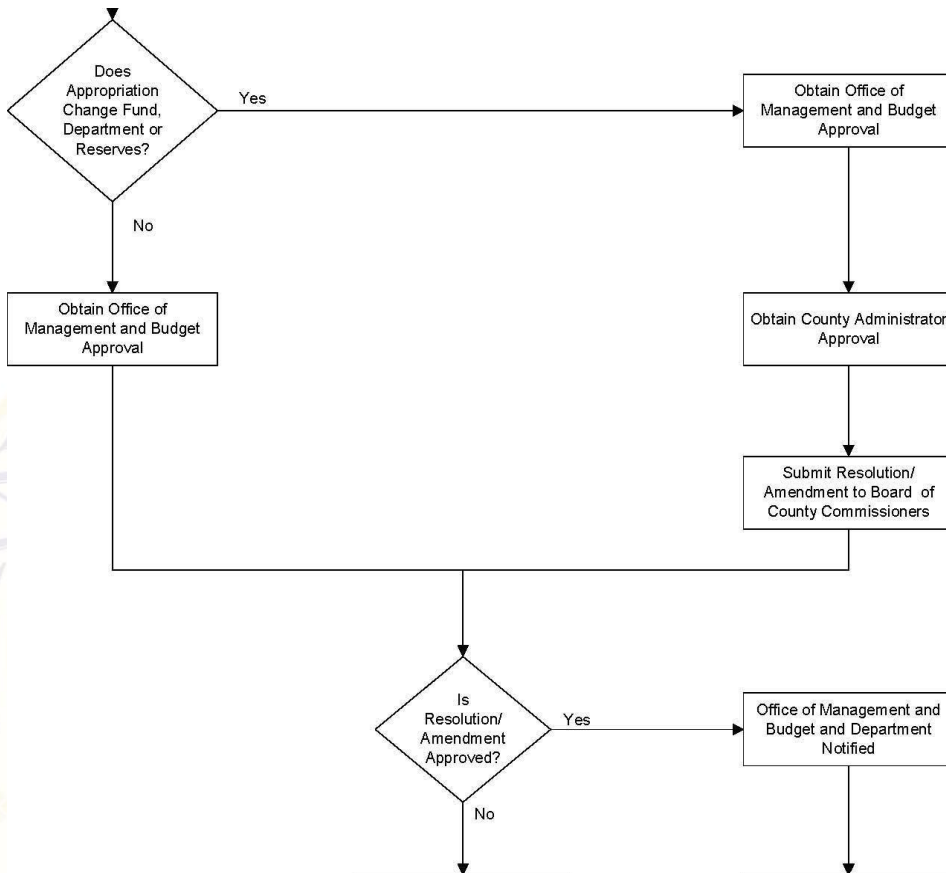 Does
Appropriation
Change Fund,
Department or
Reserves?
Yes
Obtain Office of
Management and Budget
Approval
No
Obtain Office of
Management and Budget
Approval
Obtain County Administrator
Approval
Submit Resolution/
Amendment to Board of
County Commissioners
Is
Resolution/
Amendment
Approved?
Yes
Office of Management and
Budget and Department
Notified
No